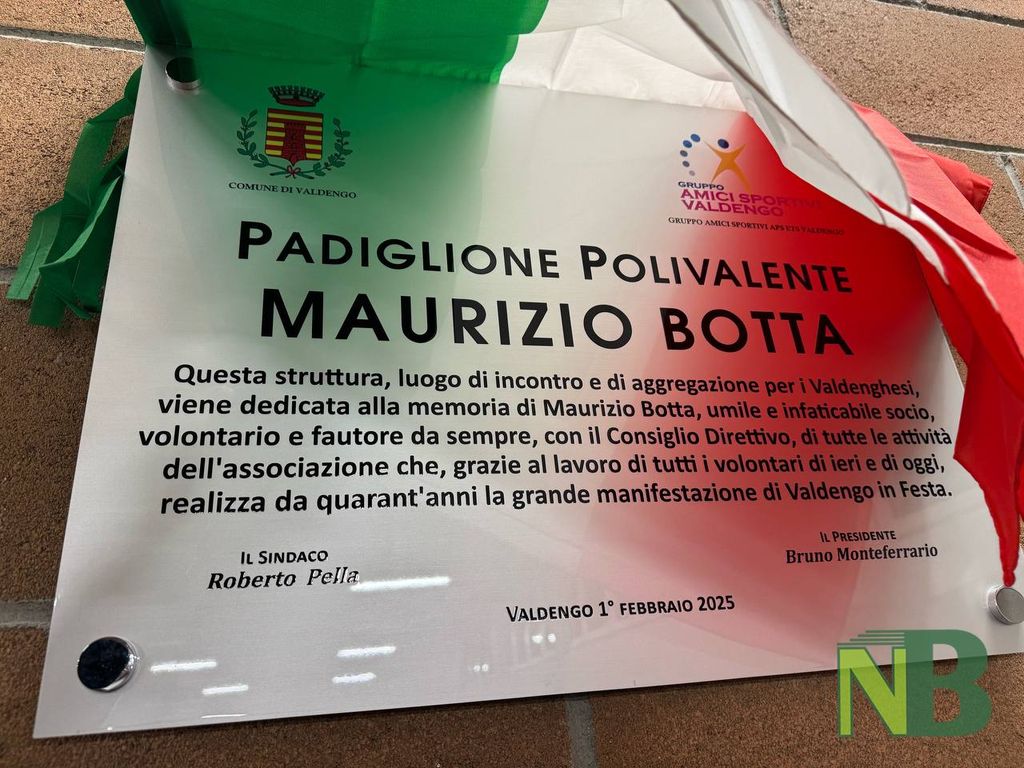 COMUNE DI VALDENGO
GRUPPO
AMICI SPORTIVI
VALDENGO
GRUPPO AMICI SPORTIVI APS ETS VALDENGO
PADIGLIONE POLIVALENTE
MAURIZIO BOTTA
Questa struttura, luogo di incontro e di aggregazione per i Valdenghesi,
viene dedicata alla memoria di Maurizio Botta, umile e infaticabile socio,
volontario e fautore da sempre, con il Consiglio Direttivo, di tutte le attività
dell'associazione che, grazie al lavoro di tutti i volontari di ieri e di oggi,
realizza da quarant'anni la grande manifestazione di Valdengo in Festa.
IL SINDACO
Roberto Pella
IL PRESIDENTE
Bruno Monteferrario
VALDENGO 1° FEBBRAIO 2025
NB